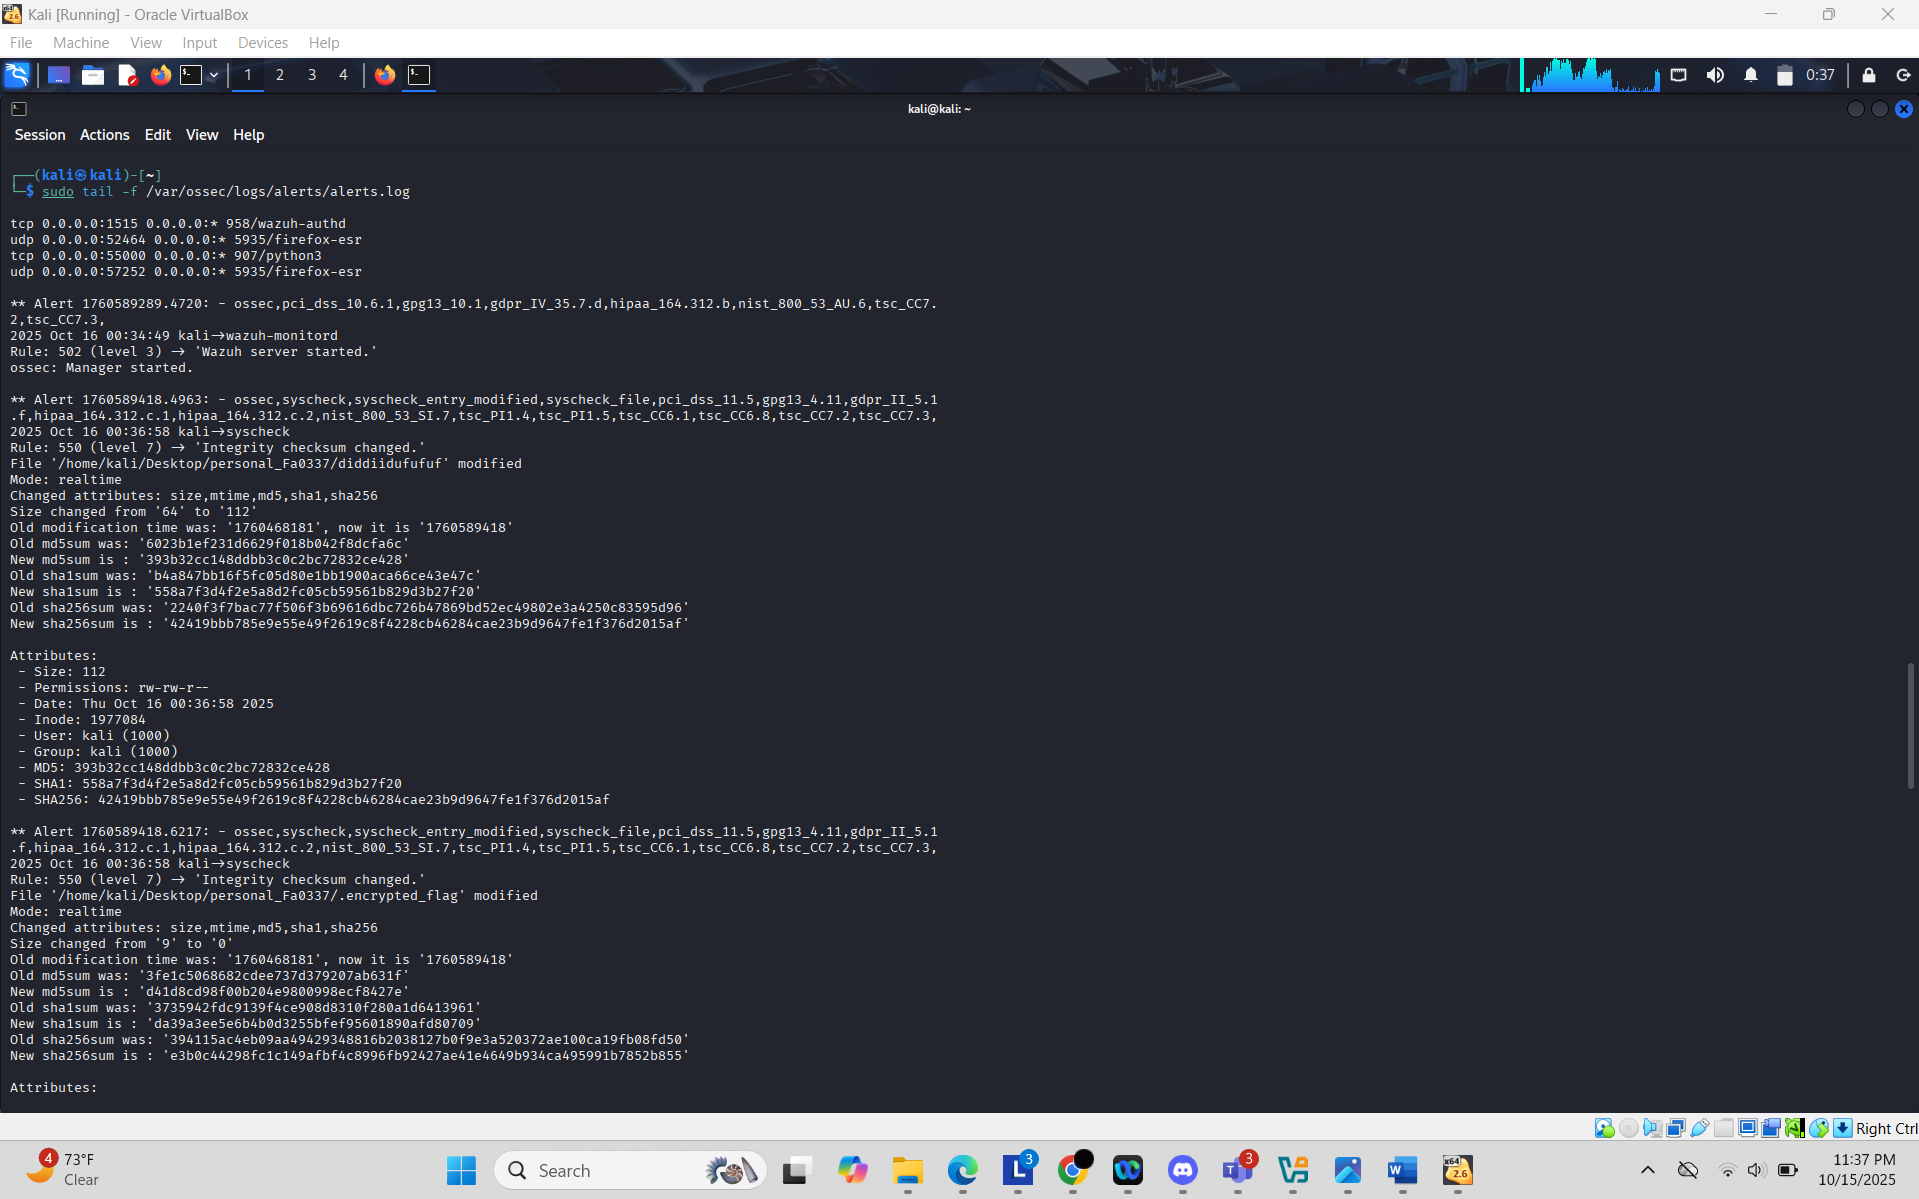 Kali [Running] - Oracle VirtualBox
File Machine View Input Devices Help
1 2 3 4 0:37
kali@kali: ~
Session Actions Edit View Help
┌──(kali㉿kali)-[~]
└─$ sudo tail -f /var/ossec/logs/alerts/alerts.log
tcp 0.0.0.0:1515 0.0.0.0:* 958/wazuh-authd
udp 0.0.0.0:52464 0.0.0.0:* 5935/firefox-esr
tcp 0.0.0.0:55000 0.0.0.0:* 907/python3
udp 0.0.0.0:57252 0.0.0.0:* 5935/firefox-esr
** Alert 1760589289.4720: - ossec,pci_dss_10.6.1,gpg13_10.1,gdpr_IV_35.7.d,hipaa_164.312.b,nist_800_53_AU.6,tsc_CC7.
2,tsc_CC7.3,
2025 Oct 16 00:34:49 kali->wazuh-monitord
Rule: 502 (level 3) -> 'Wazuh server started.'
ossec: Manager started.
** Alert 1760589418.4963: - ossec,syscheck,syscheck_entry_modified,syscheck_file,pci_dss_11.5,gpg13_4.11,gdpr_II_5.1
.f,hipaa_164.312.c.1,hipaa_164.312.c.2,nist_800_53_SI.7,tsc_PI1.4,tsc_PI1.5,tsc_CC6.1,tsc_CC6.8,tsc_CC7.2,tsc_CC7.3,
2025 Oct 16 00:36:58 kali->syscheck
Rule: 550 (level 7) -> 'Integrity checksum changed.'
File '/home/kali/Desktop/personal_Fa0337/diddiidufufuf' modified
Mode: realtime
Changed attributes: size,mtime,md5,sha1,sha256
Size changed from '64' to '112'
Old modification time was: '1760468181', now it is '1760589418'
Old md5sum was: '6023b1ef231d6629f018b042f8dcfa6c'
New md5sum is : '393b32cc148ddbb3c0c2bc72832ce428'
Old sha1sum was: 'b4a847bb16f5fc05d80e1bb1900aca66ce43e47c'
New sha1sum is : '558a7f3d4f2e5a8d2fc05cb59561b829d3b27f20'
Old sha256sum was: '2240f3f7bac77f506f3b69616dbc726b47869bd52ec49802e3a4250c83595d96'
New sha256sum is : '42419bbb785e9e55e49f2619c8f4228cb46284cae23b9d9647fe1f376d2015af'
Attributes:
- Size: 112
- Permissions: rw-rw-r--
- Date: Thu Oct 16 00:36:58 2025
- Inode: 1977084
- User: kali (1000)
- Group: kali (1000)
- MD5: 393b32cc148ddbb3c0c2bc72832ce428
- SHA1: 558a7f3d4f2e5a8d2fc05cb59561b829d3b27f20
- SHA256: 42419bbb785e9e55e49f2619c8f4228cb46284cae23b9d9647fe1f376d2015af
** Alert 1760589418.6217: - ossec,syscheck,syscheck_entry_modified,syscheck_file,pci_dss_11.5,gpg13_4.11,gdpr_II_5.1
.f,hipaa_164.312.c.1,hipaa_164.312.c.2,nist_800_53_SI.7,tsc_PI1.4,tsc_PI1.5,tsc_CC6.1,tsc_CC6.8,tsc_CC7.2,tsc_CC7.3,
2025 Oct 16 00:36:58 kali->syscheck
Rule: 550 (level 7) -> 'Integrity checksum changed.'
File '/home/kali/Desktop/personal_Fa0337/.encrypted_flag' modified
Mode: realtime
Changed attributes: size,mtime,md5,sha1,sha256
Size changed from '9' to '0'
Old modification time was: '1760468181', now it is '1760589418'
Old md5sum was: '3fe1c5068682cdee737d379207ab631f'
New md5sum is : 'd41d8cd98f00b204e9800998ecf8427e'
Old sha1sum was: '3735942fdc9139f4ce908d8310f280a1d6413961'
New sha1sum is : 'da39a3ee5e6b4b0d3255bfef95601890afd80709'
Old sha256sum was: '394115ac4eb09aa49429348816b2038127b0f9e3a520372ae100ca19fb08fd50'
New sha256sum is : 'e3b0c44298fc1c149afbf4c8996fb92427ae41e4649b934ca495991b7852b855'
Attributes:
Right Ctrl
4 73°F
Clear
Search
3
3
11:37 PM
10/15/2025